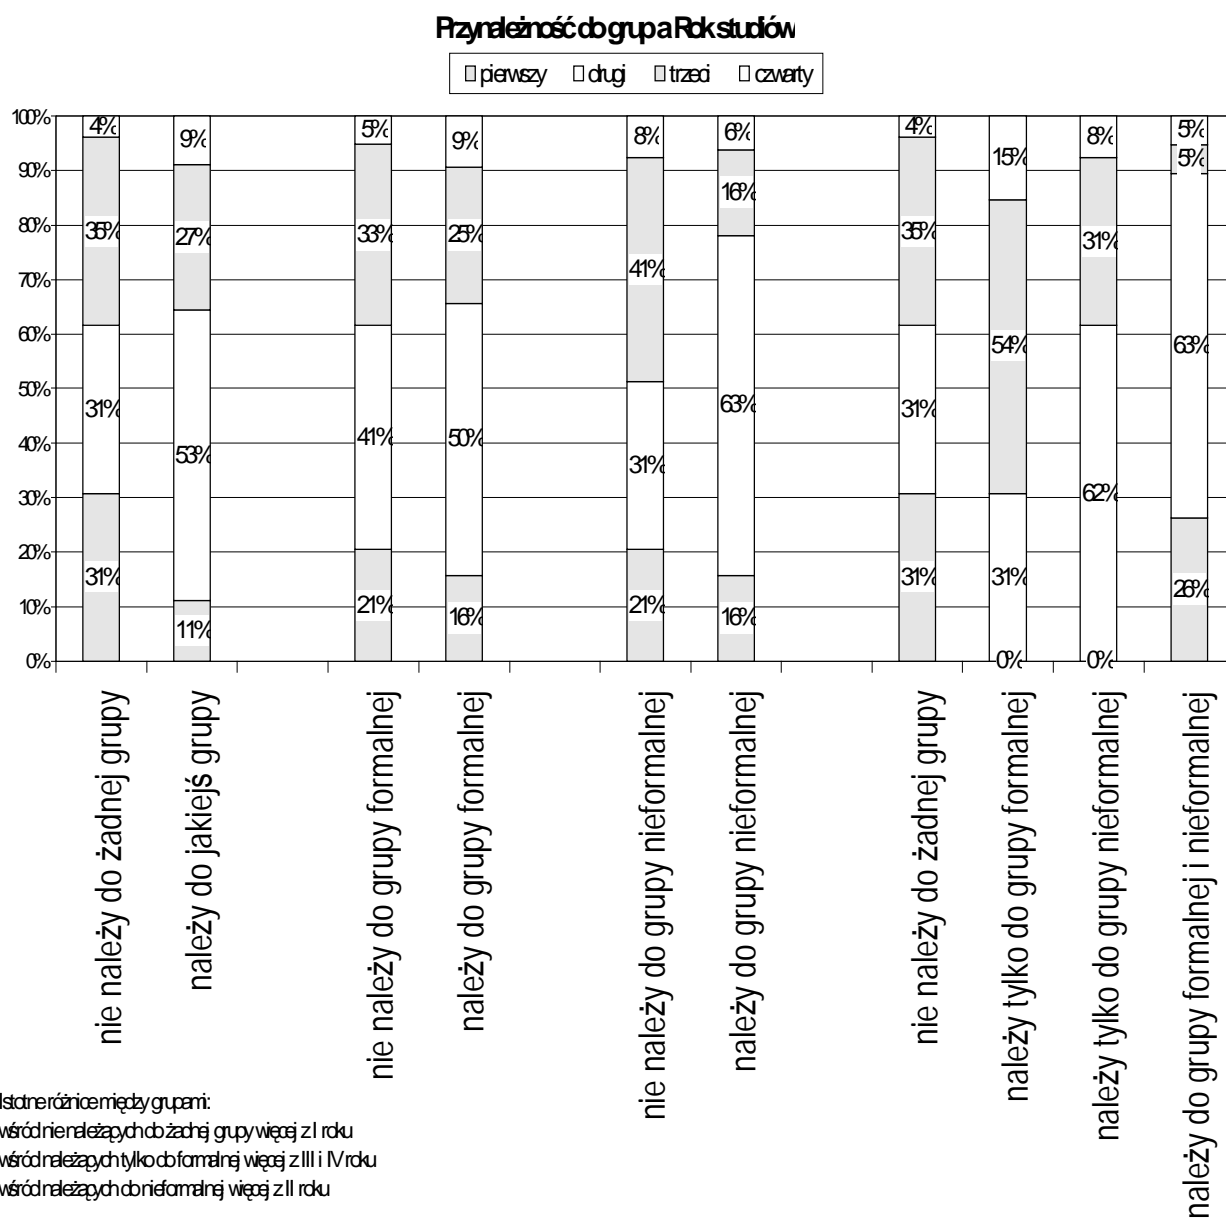 Przynależność do grup a Rok studiów
pierwszy drugi trzeci czwarty
100%
90%
80%
70%
60%
50%
40%
30%
20%
10%
0%
4% 9% 5% 9% 8% 6% 4% 15% 8% 5%
35% 27% 33% 25% 41% 16% 35% 54% 31% 5%
31% 53% 41% 50% 31% 63% 31% 31% 62% 63%
31% 11% 21% 16% 21% 16% 31% 0% 0% 26%
nie należy do żadnej grupy
należy do jakiejś grupy
nie należy do grupy formalnej
należy do grupy formalnej
nie należy do grupy nieformalnej
należy do grupy nieformalnej
nie należy do żadnej grupy
należy tylko do grupy formalnej
należy tylko do grupy nieformalnej
należy do grupy formalnej i nieformalnej
Istotne różnice między grupami:
wśród nie należących do żadnej grupy więcej z I roku
wśród należących tylko do formalnej więcej z III i IV roku
wśród należących do nieformalnej więcej z II roku